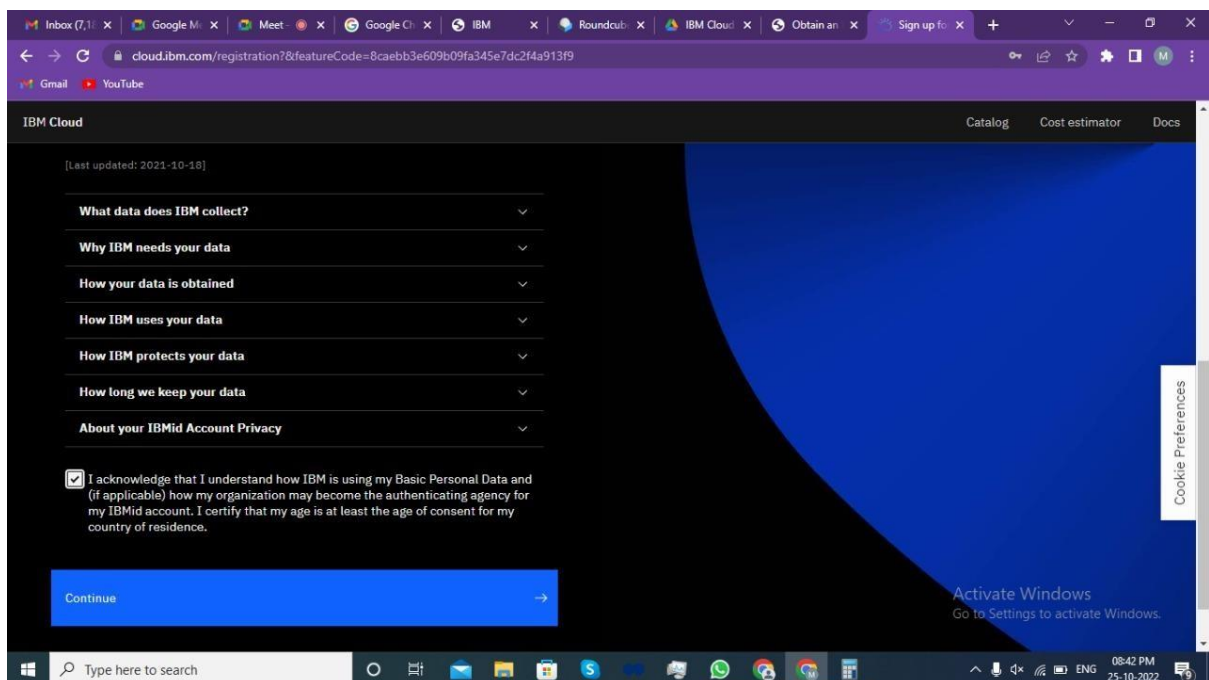 Inbox (7,1
Google M
Meet -
Google Ch
IBM
Roundcub
IBM Cloud
Obtain an
Sign up fo
cloud.ibm.com/registration?&featureCode=8caebb3e609b09fa345e7dc2f4a913f9
M
Gmail
YouTube
IBM Cloud
Catalog
Cost estimator
Docs
[Last updated: 2021-10-18]
What data does IBM collect?
Why IBM needs your data
How your data is obtained
How IBM uses your data
How IBM protects your data
How long we keep your data
About your IBMid Account Privacy
Cookie Preferences
I acknowledge that I understand how IBM is using my Basic Personal Data and
(if applicable) how my organization may become the authenticating agency for
my IBMid account. I certify that my age is at least the age of consent for my
country of residence.
Continue
Activate Windows
Go to Settings to activate Windows.
Type here to search
ENG
08:42 PM
25-10-2022